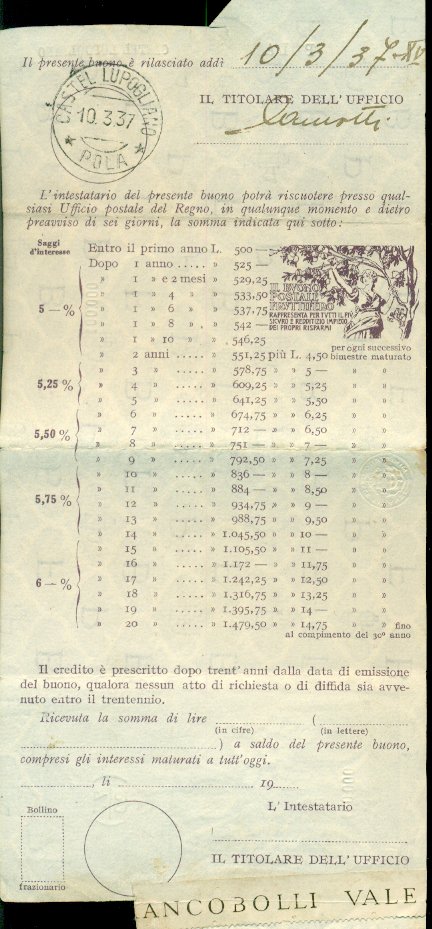 Il presente buono è rilasciato addì 10/3/37-XV
IL TITOLARE DELL'UFFICIO
CASTEL LUPOGLIANO
10.3.37
* POLA *
L'intestatario del presente buono potrà riscuotere presso qual-
siasi Ufficio postale del Regno, in qualunque momento e dietro
preavviso di sei giorni, la somma indicata qui sotto:
Saggi
d'interesse
Entro il primo anno L. 500 —
Dopo 1 anno ..... » 525 —
» 1 » e 2 mesi » 529,25
» 1 » 4 » » 533,50
5 — % » 1 » 6 » » 537,75
» 1 » 8 » » 542 —
» 1 » 10 » » 546,25
IL BUONO
POSTALE
FRUTTIFERO
RAPPRESENTA PER TUTTI IL PIÙ
SICURO E REDDITIZIO IMPIEGO
DEI PROPRI RISPARMI
per ogni successivo
» 2 anni ..... » 551,25 più L. 4,50 bimestre maturato
» 3 » ..... » 578,75 » » 5 — » »
5,25 % » 4 » ..... » 609,25 » » 5,25 » »
» 5 » ..... » 641,25 » » 5,50 » »
» 6 » ..... » 674,75 » » 6,25 » »
5,50 % » 7 » ..... » 712 — » » 6,50 » »
» 8 » ..... » 751 — » » 7 — » »
» 9 » ..... » 792,50 » » 7,25 » »
» 10 » ..... » 836 — » » 8 — » »
5,75 % » 11 » ..... » 884 — » » 8,50 » »
» 12 » ..... » 934,75 » » 9 — » »
» 13 » ..... » 988,75 » » 9,50 » »
» 14 » ..... » 1.045,50 » » 10 — » »
» 15 » ..... » 1.105,50 » » 11 — » »
» 16 » ..... » 1.172 — » » 11,75 » »
6 — % » 17 » ..... » 1.242,25 » » 12,50 » »
» 18 » ..... » 1.316,75 » » 13,25 » »
» 19 » ..... » 1.395,75 » » 14 — » »
» 20 » ..... » 1.479,50 » » 14,75 » » fino
al compimento del 30º anno
Il credito è prescritto dopo trent'anni dalla data di emissione
del buono, qualora nessun atto di richiesta o di diffida sia avve-
nuto entro il trentennio.
Ricevuta la somma di lire .......... (..........
(in cifre) (in lettere)
..........) a saldo del presente buono,
compresi gli interessi maturati a tutt'oggi.
.........., li .......... 19.....
Bollino
frazionario
L'Intestatario
IL TITOLARE DELL'UFFICIO
ANCOBOLLI VALE